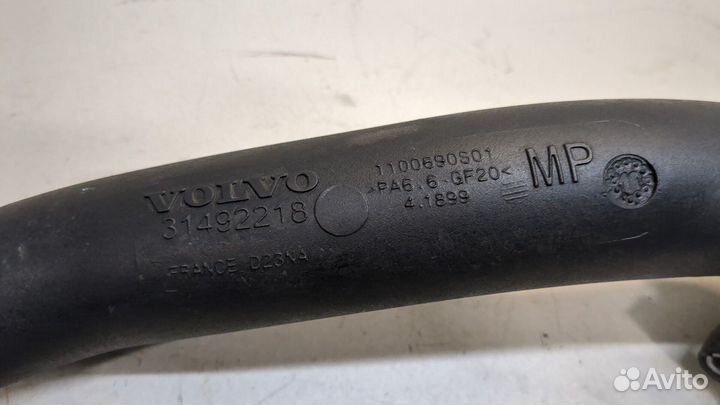 VOLVO
31492218
FRANCE D23NA
1100690S01
>PA6.6 GF20<
4.1899
MP
Avito